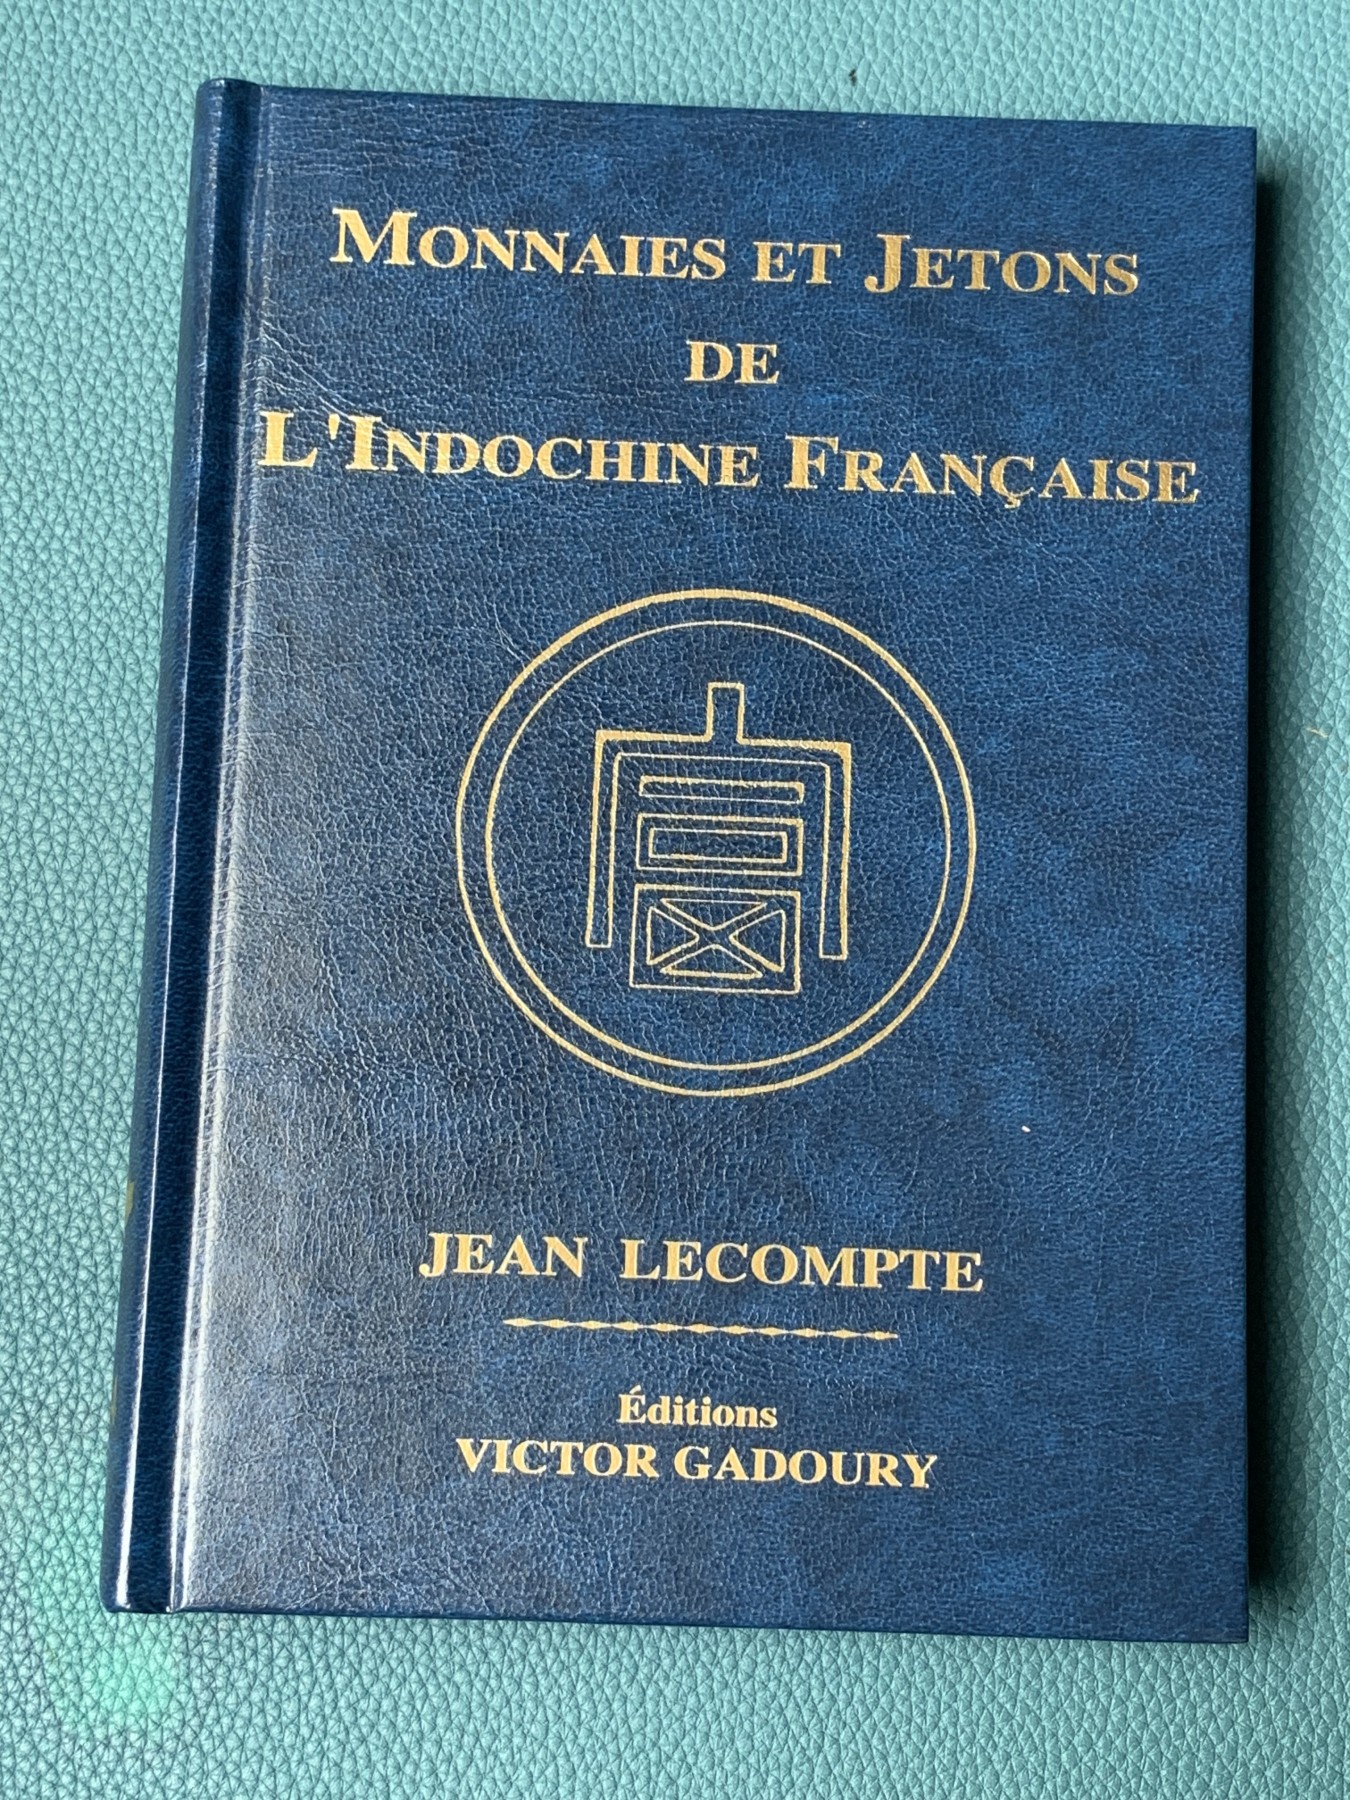 MONNAIES ET JETONS
DE
L'INDOCHINE FRANÇAISE
JEAN LECOMPTE
Éditions
VICTOR GADOURY